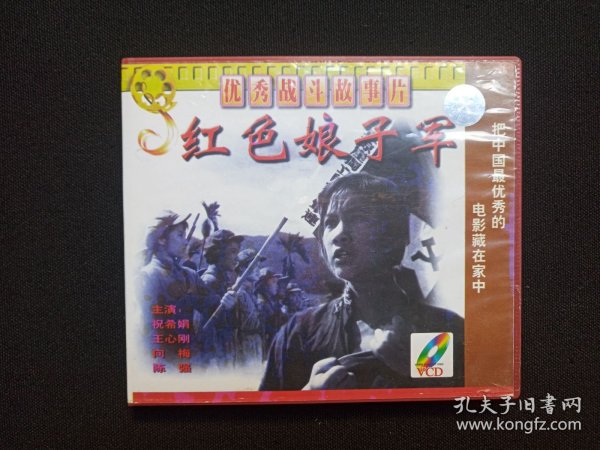 优秀战斗故事片
红色娘子军
把中国最优秀的
电影藏在家中
主演：
祝希娟
王心刚
向梅
陈强
VCD
孔夫子旧书网
www.kongfz.com